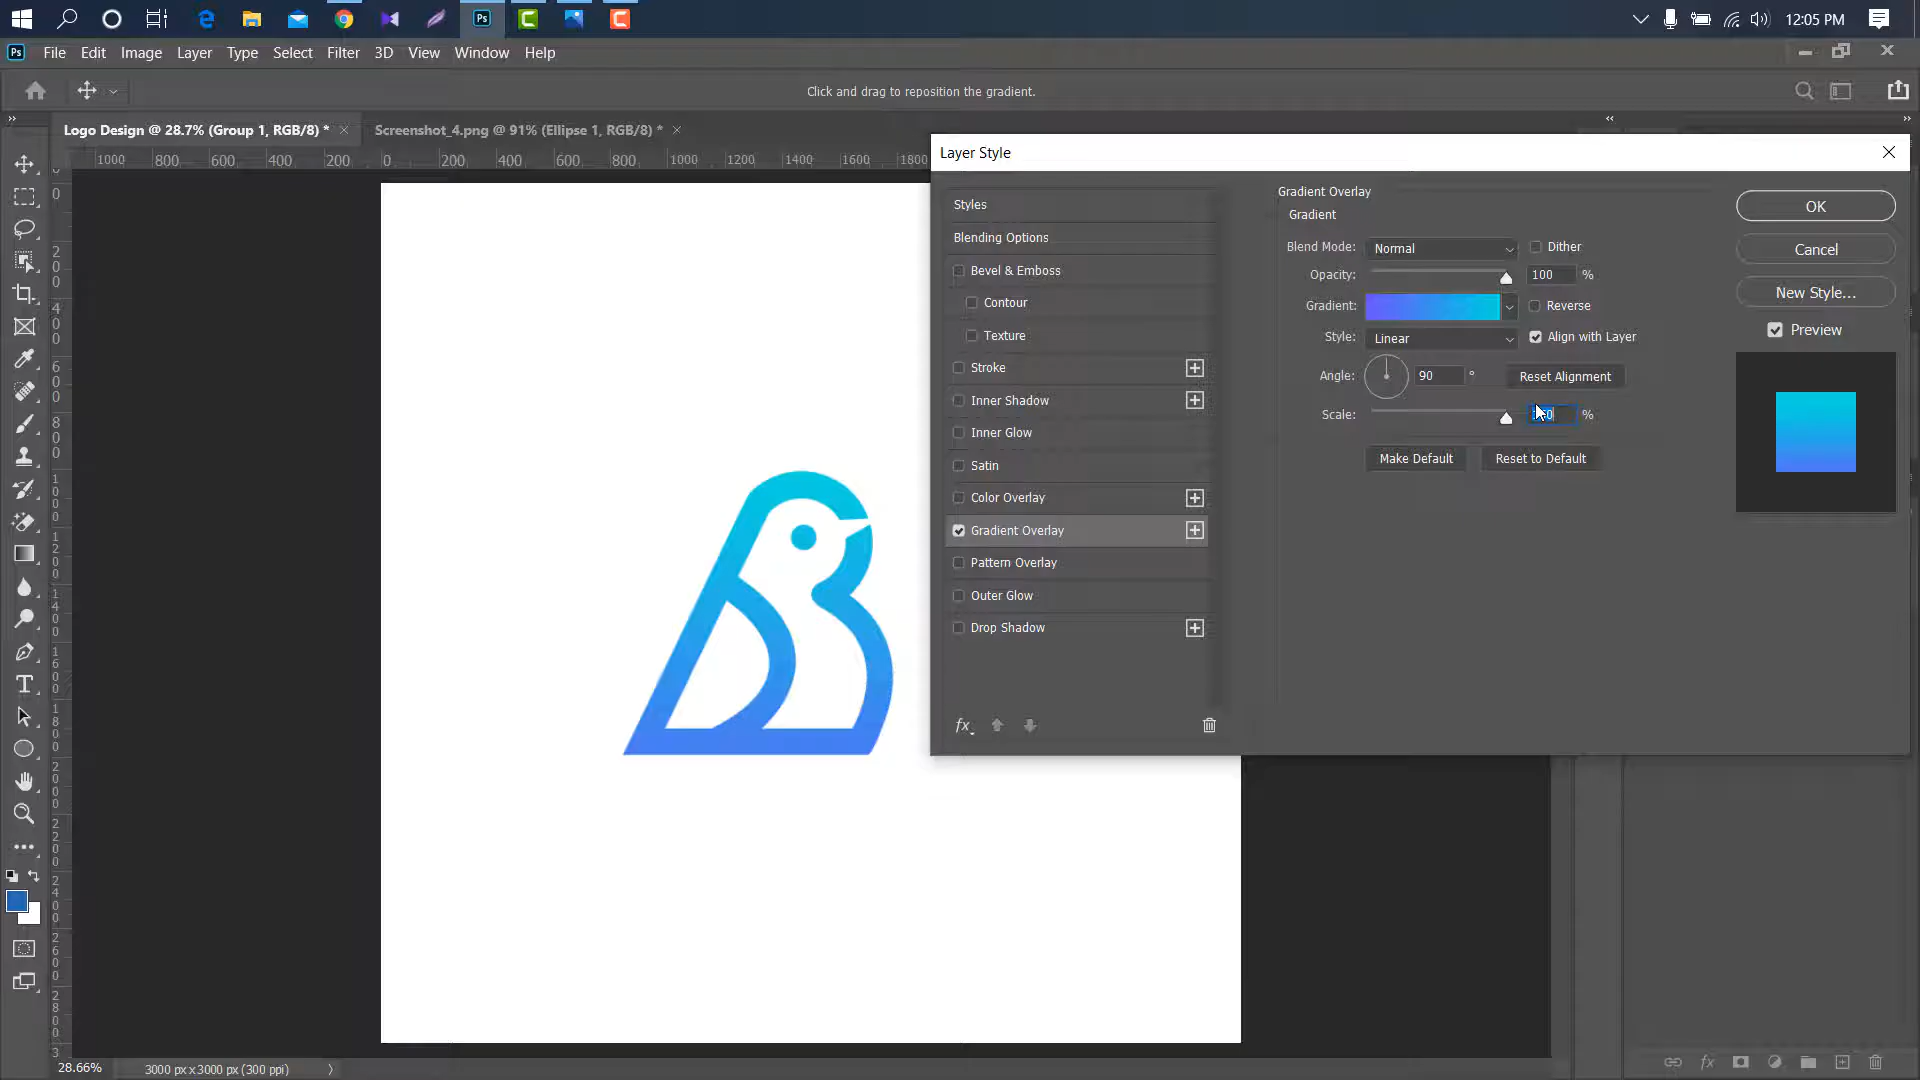 12:05 PM
Ps File Edit Image Layer Type Select Filter 3D View Window Help
Click and drag to reposition the gradient.
Logo Design @ 28.7% (Group 1, RGB/8) * × Screenshot_4.png @ 91% (Ellipse 1, RGB/8) * ×
1000 800 600 400 200 0 200 400 600 800 1000 1200 1400 1600 1800
Layer Style
Styles
Blending Options
Bevel & Emboss
Contour
Texture
Stroke
Inner Shadow
Inner Glow
Satin
Color Overlay
Gradient Overlay
Pattern Overlay
Outer Glow
Drop Shadow
fx
Gradient Overlay
Gradient
Blend Mode: Normal Dither
Opacity: 100 %
Gradient: Reverse
Style: Linear Align with Layer
Angle: 90 ° Reset Alignment
Scale: %
Make Default Reset to Default
OK
Cancel
New Style...
Preview
28.66% 3000 px x 3000 px (300 ppi)
fx